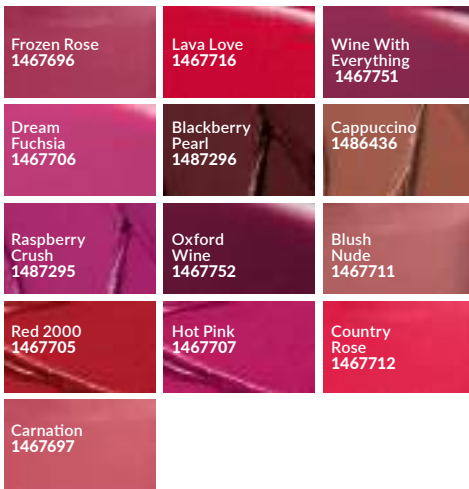 Frozen Rose
1467696
Lava Love
1467716
Wine With
Everything
1467751
Dream
Fuchsia
1467706
Blackberry
Pearl
1487296
Cappuccino
1486436
Raspberry
Crush
1487295
Oxford
Wine
1467752
Blush
Nude
1467711
Red 2000
1467705
Hot Pink
1467707
Country
Rose
1467712
Carnation
1467697